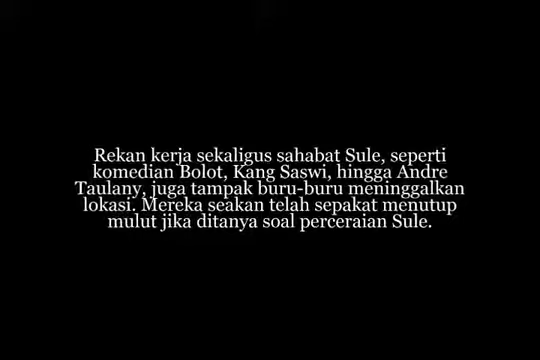 Rekan kerja sekaligus sahabat Sule, seperti
komedian Bolot, Kang Saswi, hingga Andre
Taulany, juga tampak buru-buru meninggalkan
lokasi. Mereka seakan telah sepakat menutup
mulut jika ditanya soal perceraian Sule.